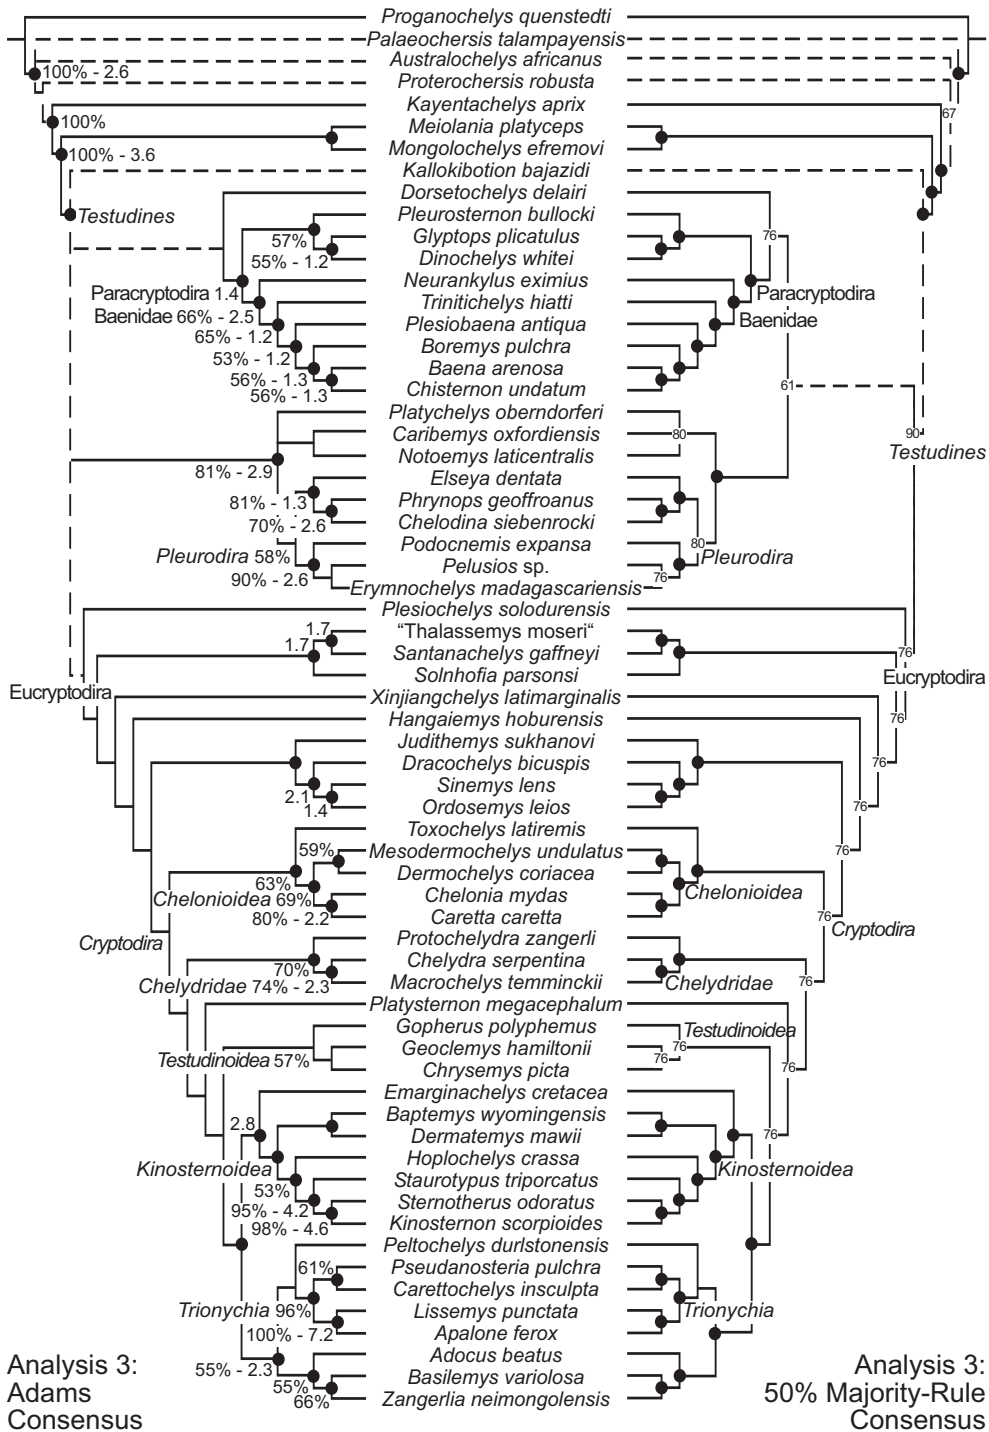 Proganochelys quenstedti
Palaeochersis talampayensis
Australochelys africanus
100% - 2.6
Proterochersis robusta
Kayentachelys aprix
67
100%
Meiolania platyceps
Mongolochelys efremovi
100% - 3.6
Kallokibotion bajazidi
Dorsetochelys delairi
Testudines
Pleurosternon bullocki
57%
Glyptops plicatulus
76
55% - 1.2
Dinochelys whitei
Neurankylus eximius
Paracryptodira 1.4
Paracryptodira
Trinitichelys hiatti
Baenidae 66% - 2.5
Plesiobaena antiqua
Baenidae
65% - 1.2
Boremys pulchra
53% - 1.2
Baena arenosa
56% - 1.3
Chisternon undatum
61
56% - 1.3
Platychelys oberndorferi
Caribemys oxfordiensis
80
90
Notoemys laticentralis
Testudines
81% - 2.9
Elseya dentata
81% - 1.3
Phrynops geoffroanus
70% - 2.6
Chelodina siebenrocki
Podocnemis expansa
80
Pleurodira 58%
Pleurodira
Pelusios sp.
90% - 2.6
76
Erymnochelys madagascariensis
Plesiochelys solodurensis
1.7
“Thalassemys moseri“
1.7
Santanachelys gaffneyi
76
Solnhofia parsonsi
Eucryptodira
Eucryptodira
Xinjiangchelys latimarginalis
Hangaiemys hoburensis
76
Judithemys sukhanovi
Dracochelys bicuspis
76
Sinemys lens
2.1
Ordosemys leios
76
1.4
Toxochelys latiremis
59%
Mesodermochelys undulatus
76
Dermochelys coriacea
63%
Chelonioidea 69%
Chelonia mydas
Chelonioidea
80% - 2.2
Caretta caretta
76
Cryptodira
Protochelydra zangerli
Cryptodira
Chelydra serpentina
70%
Chelydridae 74% - 2.3
Macrochelys temminckii
Chelydridae
76
Platysternon megacephalum
Gopherus polyphemus
Testudinoidea
Geoclemys hamiltonii
76
Testudinoidea 57%
76
Chrysemys picta
76
Emarginachelys cretacea
Baptemys wyomingensis
2.8
Dermatemys mawii
76
Hoplochelys crassa
Kinosternoidea
Kinosternoidea
Staurotypus triporcatus
53%
Sternotherus odoratus
95% - 4.2
Kinosternon scorpioides
98% - 4.6
Peltochelys durlstonensis
61%
Pseudanosteria pulchra
Carettochelys insculpta
Trionychia 96%
Lissemys punctata
Trionychia
100% - 7.2
Apalone ferox
Adocus beatus
55% - 2.3
Basilemys variolosa
55%
Zangerlia neimongolensis
66%
Analysis 3:
Adams
Consensus
Analysis 3:
50% Majority-Rule
Consensus